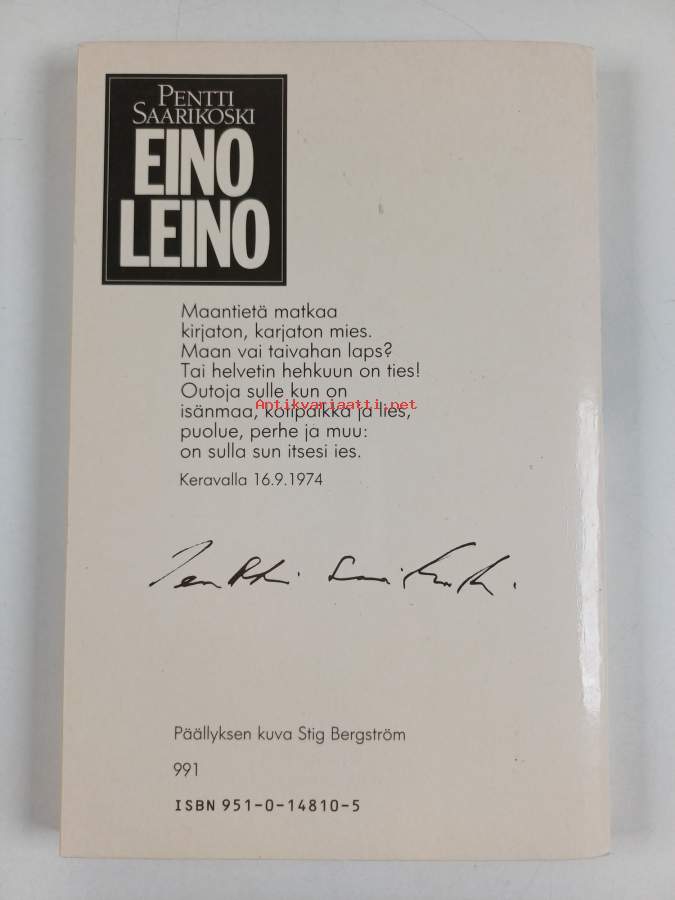 PENTTI
SAARIKOSKI
EINO
LEINO
Maantietä matkaa
kirjaton, karjaton mies.
Maan vai taivahan laps?
Tai helvetin hehkuun on ties!
Outoja sulle kun on
isänmaa, kotipaikka ja lies,
Antikvariaatti.net
puolue, perhe ja muu:
on sulla sun itsesi ies.
Keravalla 16.9.1974
Pentti Saarikoski.
Päällyksen kuva Stig Bergström
991
ISBN 951-0-14810-5